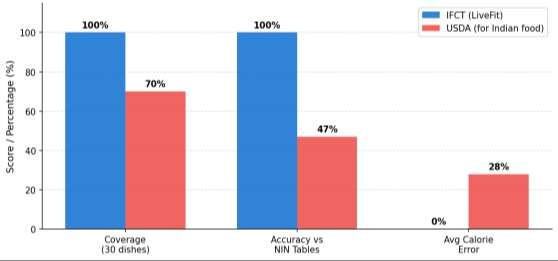 IFCT (LiveFit)
USDA (for Indian food)
Score / Percentage (%)
100
80
60
40
20
0
100%
70%
100%
47%
0%
28%
Coverage
(30 dishes)
Accuracy vs
NIN Tables
Avg Calorie
Error